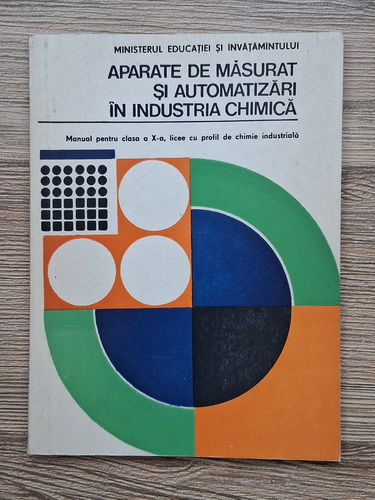 MINISTERUL EDUCAȚIEI ȘI ÎNVĂȚĂMÎNTULUI
APARATE DE MĂSURAT
ȘI AUTOMATIZĂRI
ÎN INDUSTRIA CHIMICĂ
Manual pentru clasa a X-a, licee cu profil de chimie industrială